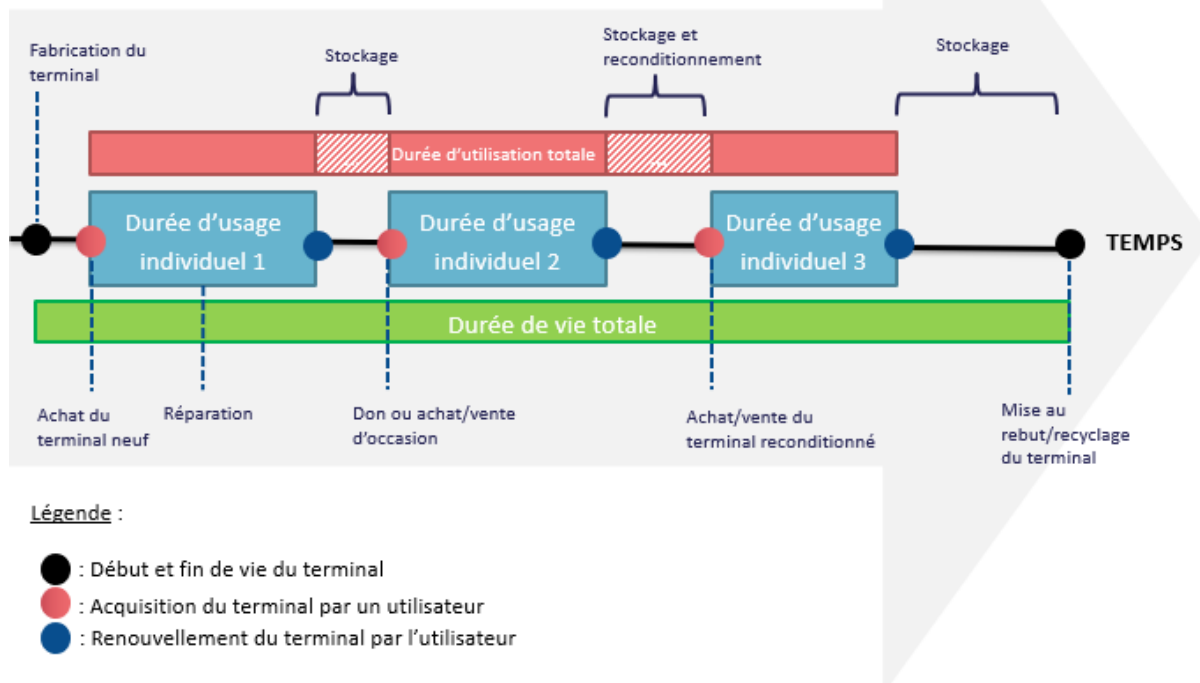 Fabrication du
terminal
Stockage
Stockage et
reconditionnement
Stockage
...
Durée d'utilisation totale
...
Durée d'usage
individuel 1
Durée d'usage
individuel 2
Durée d'usage
individuel 3
TEMPS
Durée de vie totale
Achat du
terminal neuf
Réparation
Don ou achat/vente
d'occasion
Achat/vente du
terminal reconditionné
Mise au
rebut/recyclage
du terminal
Légende :
: Début et fin de vie du terminal
: Acquisition du terminal par un utilisateur
: Renouvellement du terminal par l'utilisateur